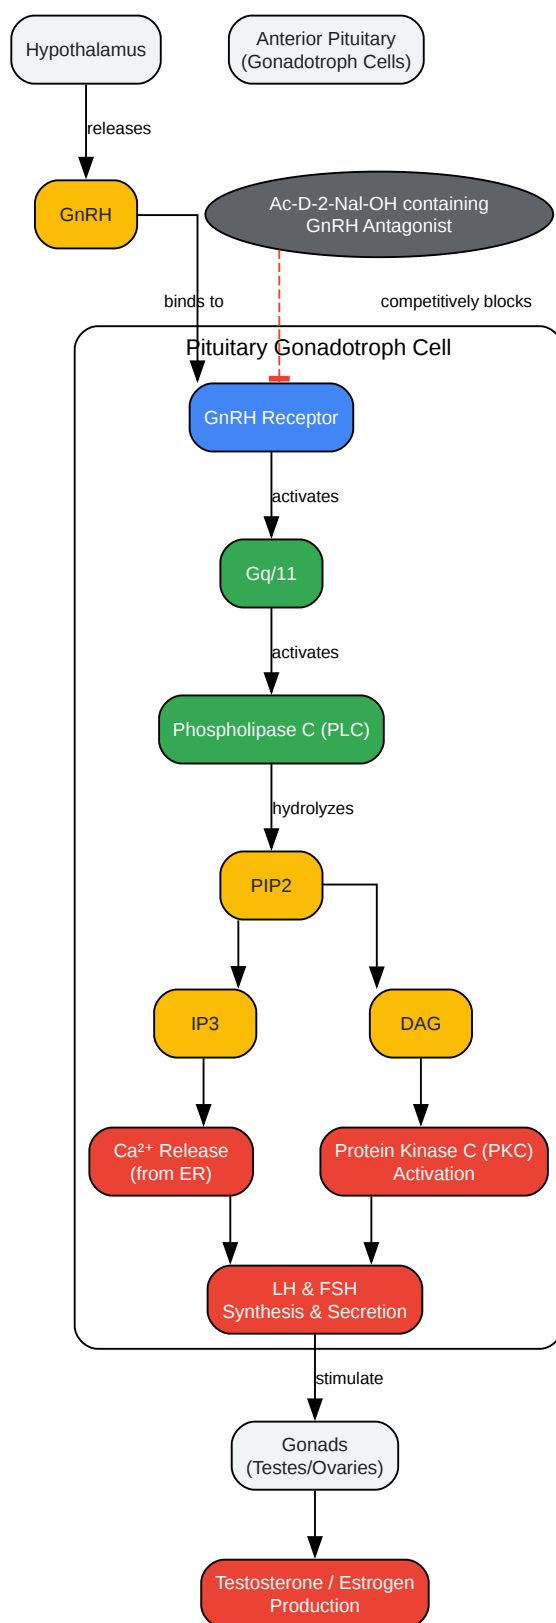 Hypothalamus
Anterior Pituitary
(Gonadotroph Cells)
releases
GnRH
Ac-D-2-Nal-OH containing
GnRH Antagonist
binds to
competitively blocks
Pituitary Gonadotroph Cell
GnRH Receptor
activates
Gq/11
activates
Phospholipase C (PLC)
hydrolyzes
PIP2
IP3
DAG
Ca²⁺ Release
(from ER)
Protein Kinase C (PKC)
Activation
LH & FSH
Synthesis & Secretion
stimulate
Gonads
(Testes/Ovaries)
Testosterone / Estrogen
Production